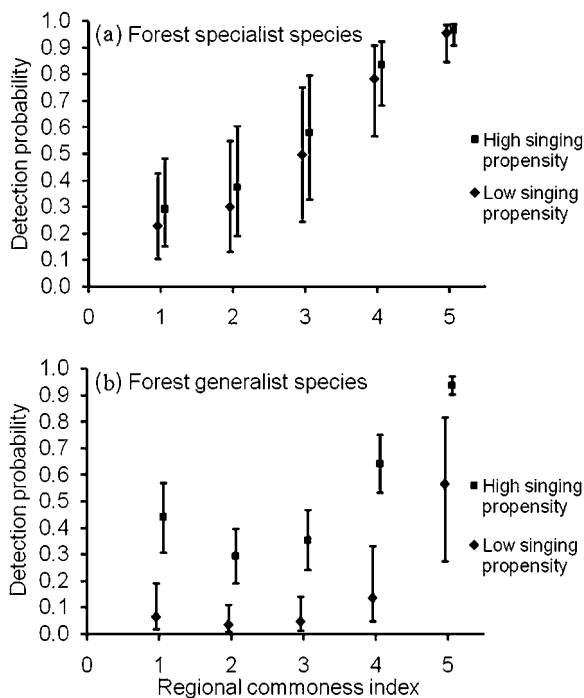 1.0
(a) Forest specialist species
0.9
0.8
0.7
0.6
0.5
0.4
0.3
0.2
0.1
0.0
Detection probability
0 1 2 3 4 5
High singing
propensity
Low singing
propensity
1.0
(b) Forest generalist species
0.9
0.8
0.7
0.6
0.5
0.4
0.3
0.2
0.1
0.0
Detection probability
0 1 2 3 4 5
Regional commoness index
High singing
propensity
Low singing
propensity